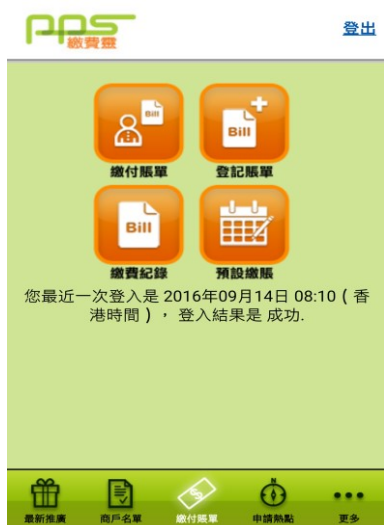 pps
繳費靈
登出
Bill
Bill
繳付賬單
登記賬單
Bill
繳費紀錄
預設繳賬
您最近一次登入是 2016年09月14日 08:10 ( 香
港時間 ) ， 登入結果是 成功.
N
最新推廣
商戶名單
繳付賬單
申請熱點
更多